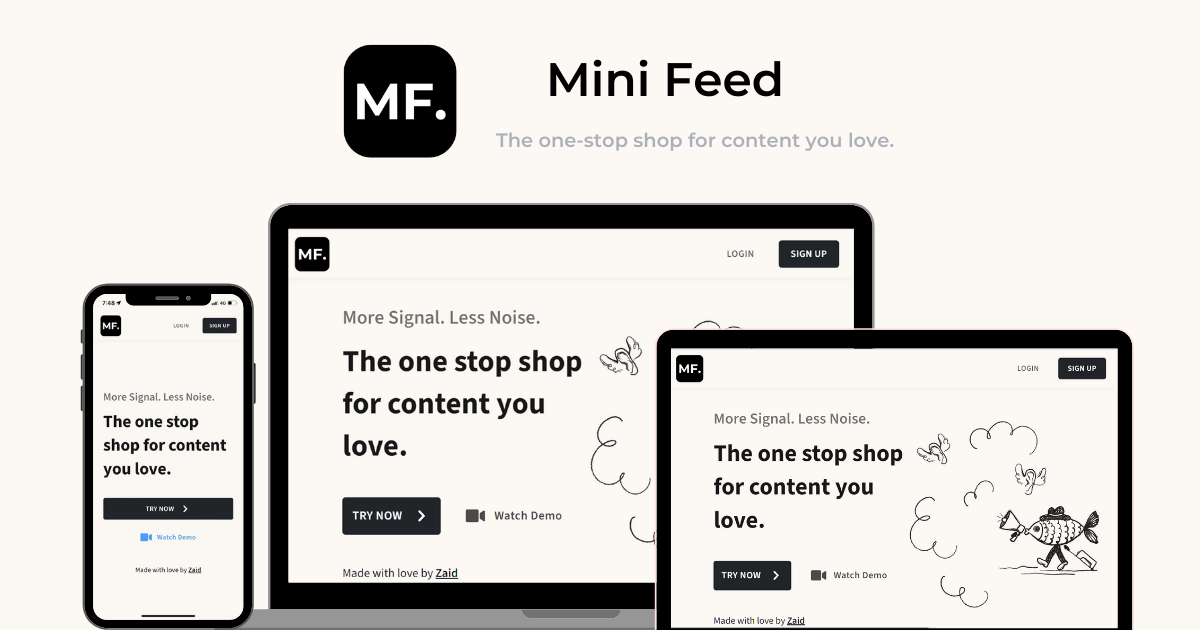 MF.
Mini Feed
The one-stop shop for content you love.
MF.
LOGIN
SIGN UP
More Signal. Less Noise.
The one stop shop
for content you
love.
TRY NOW
Watch Demo
Made with love by Zaid
7:48
4G
MF.
LOGIN
SIGN UP
More Signal. Less Noise.
The one stop
shop for content
you love.
TRY NOW
Watch Demo
Made with love by Zaid
MF.
LOGIN
SIGN UP
More Signal. Less Noise.
The one stop shop
for content you
love.
TRY NOW
Watch Demo
Made with love by Zaid